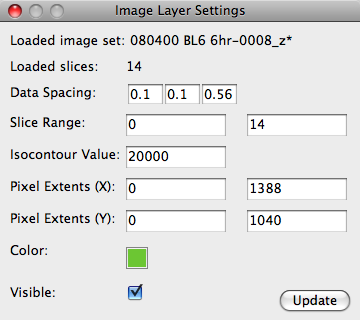 Image Layer Settings
Loaded image set: 080400 BL6 6hr-0008_z*
Loaded slices: 14
Data Spacing: 0.1 0.1 0.56
Slice Range: 0 14
Isocontour Value: 20000
Pixel Extents (X): 0 1388
Pixel Extents (Y): 0 1040
Color:
Visible:
Update